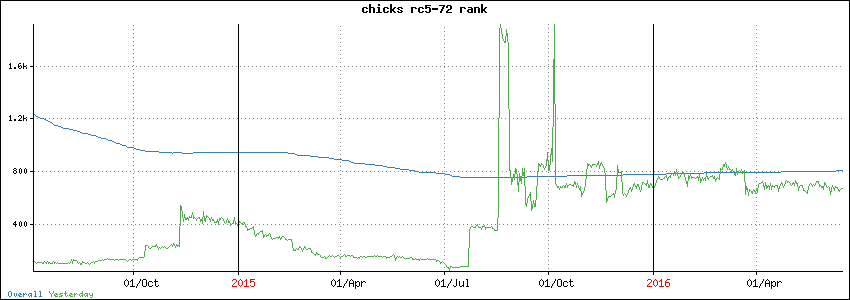 chicks rc5-72 rank
1.6k
1.2k
800
400
01/Oct 2015 01/Apr 01/Jul 01/Oct 2016 01/Apr
Overall Yesterday